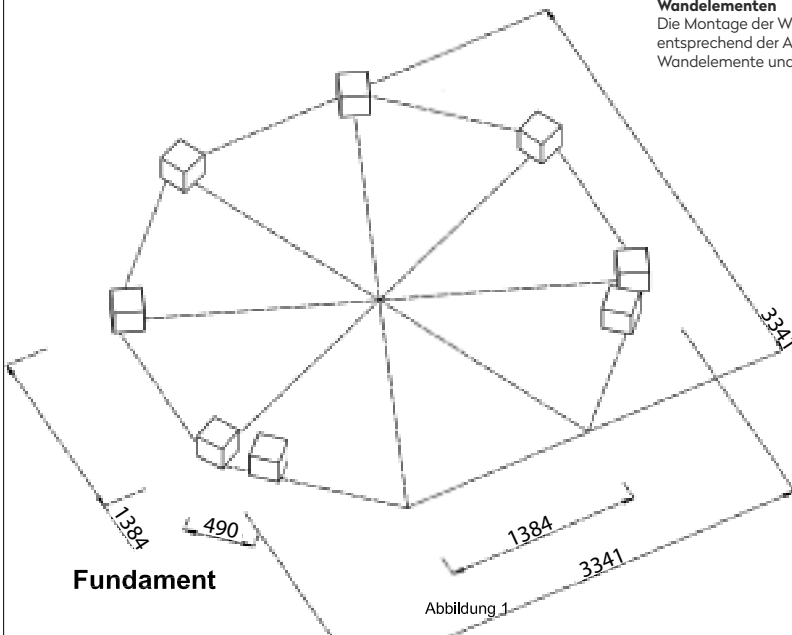 Wandelementen
Die Montage der W
entsprechend der A
Wandelemente und
3341
1384
490
1384
3341
Fundament
Abbildung 1